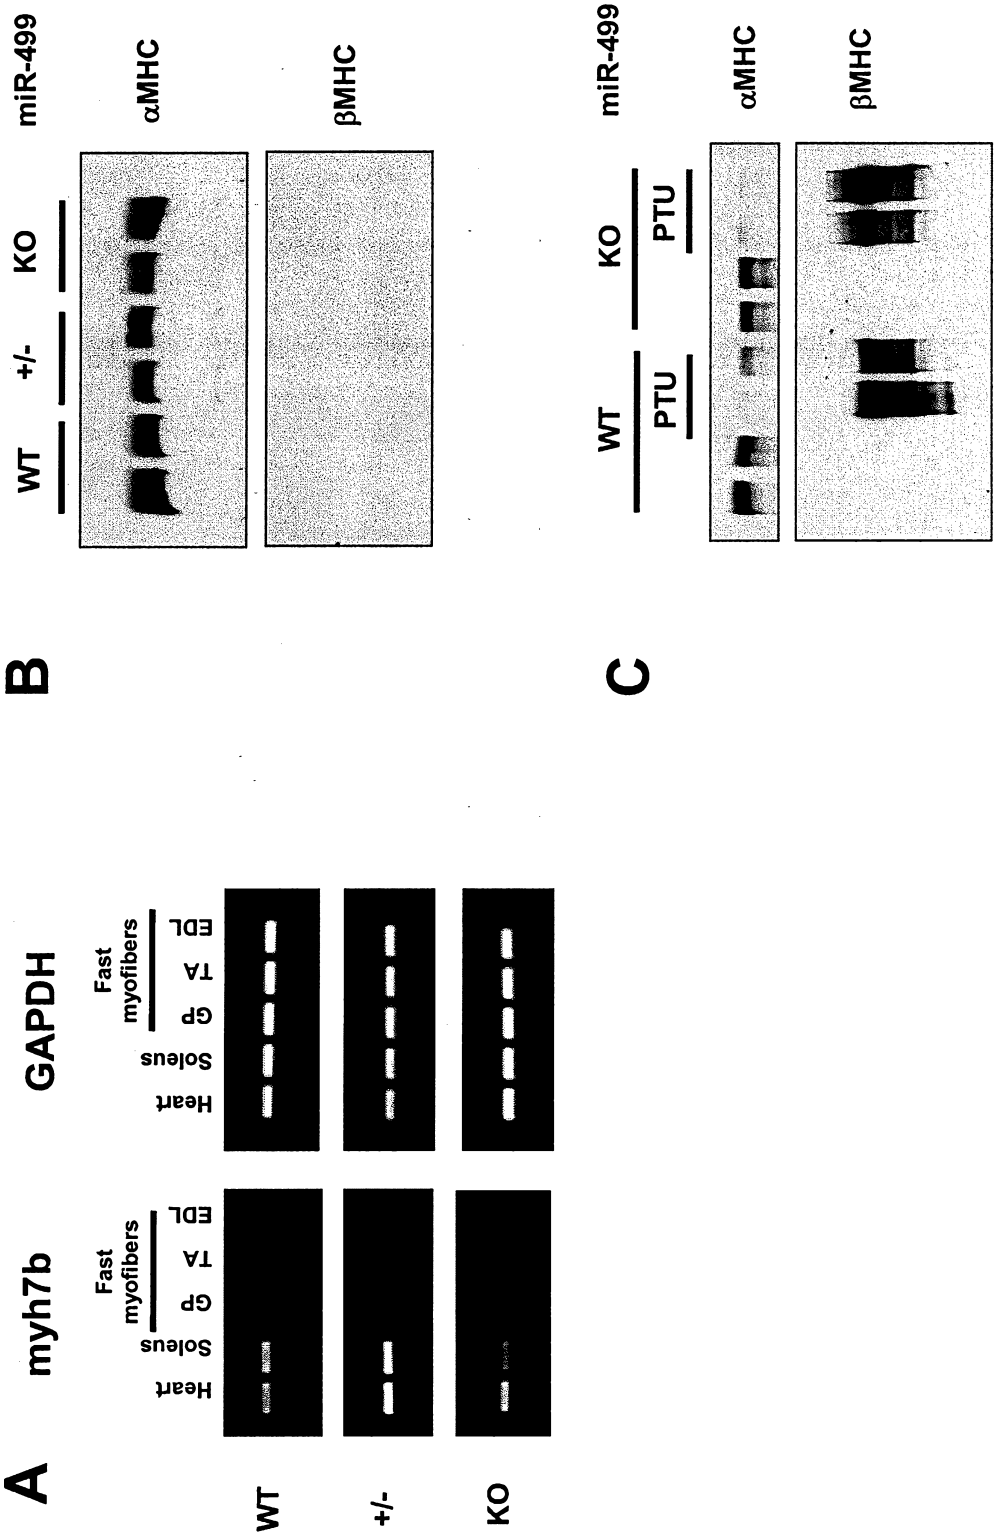 A
myh7b
GAPDH
Fast
myofibers
Fast
myofibers
Heart
Soleus
GP
TA
EDL
Heart
Soleus
GP
TA
EDL
WT
+/-
KO
B
WT
+/-
KO
miR-499
αMHC
βMHC
C
WT
KO
miR-499
PTU
PTU
αMHC
βMHC